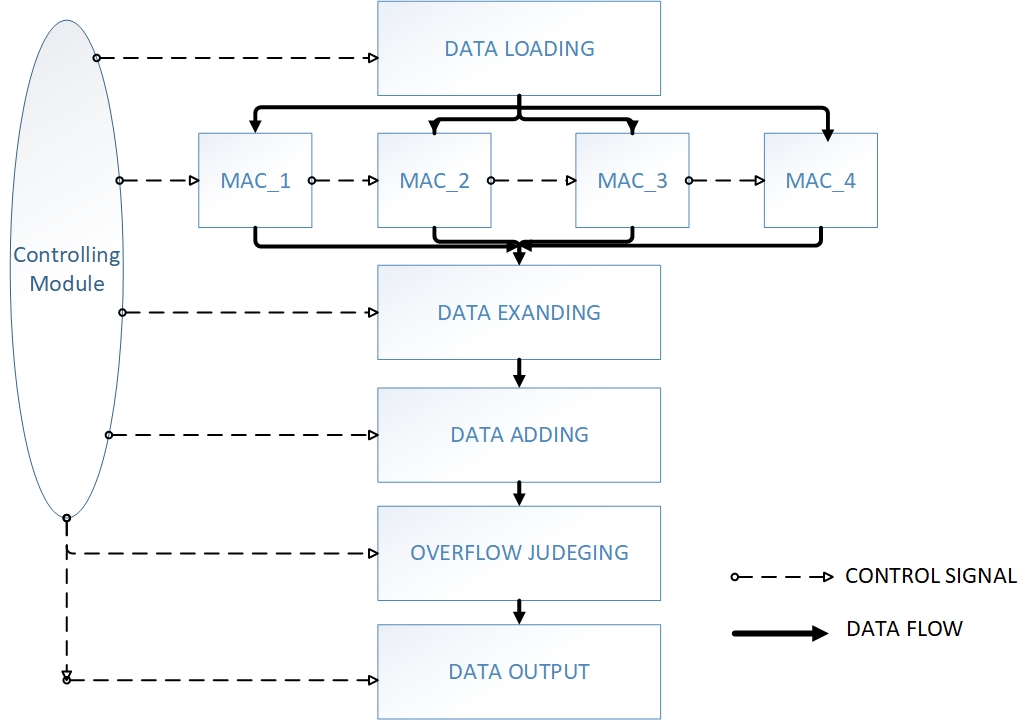 DATA LOADING
MAC_1
MAC_2
MAC_3
MAC_4
Controlling
Module
DATA EXANDING
DATA ADDING
OVERFLOW JUDEGING
CONTROL SIGNAL
DATA FLOW
DATA OUTPUT